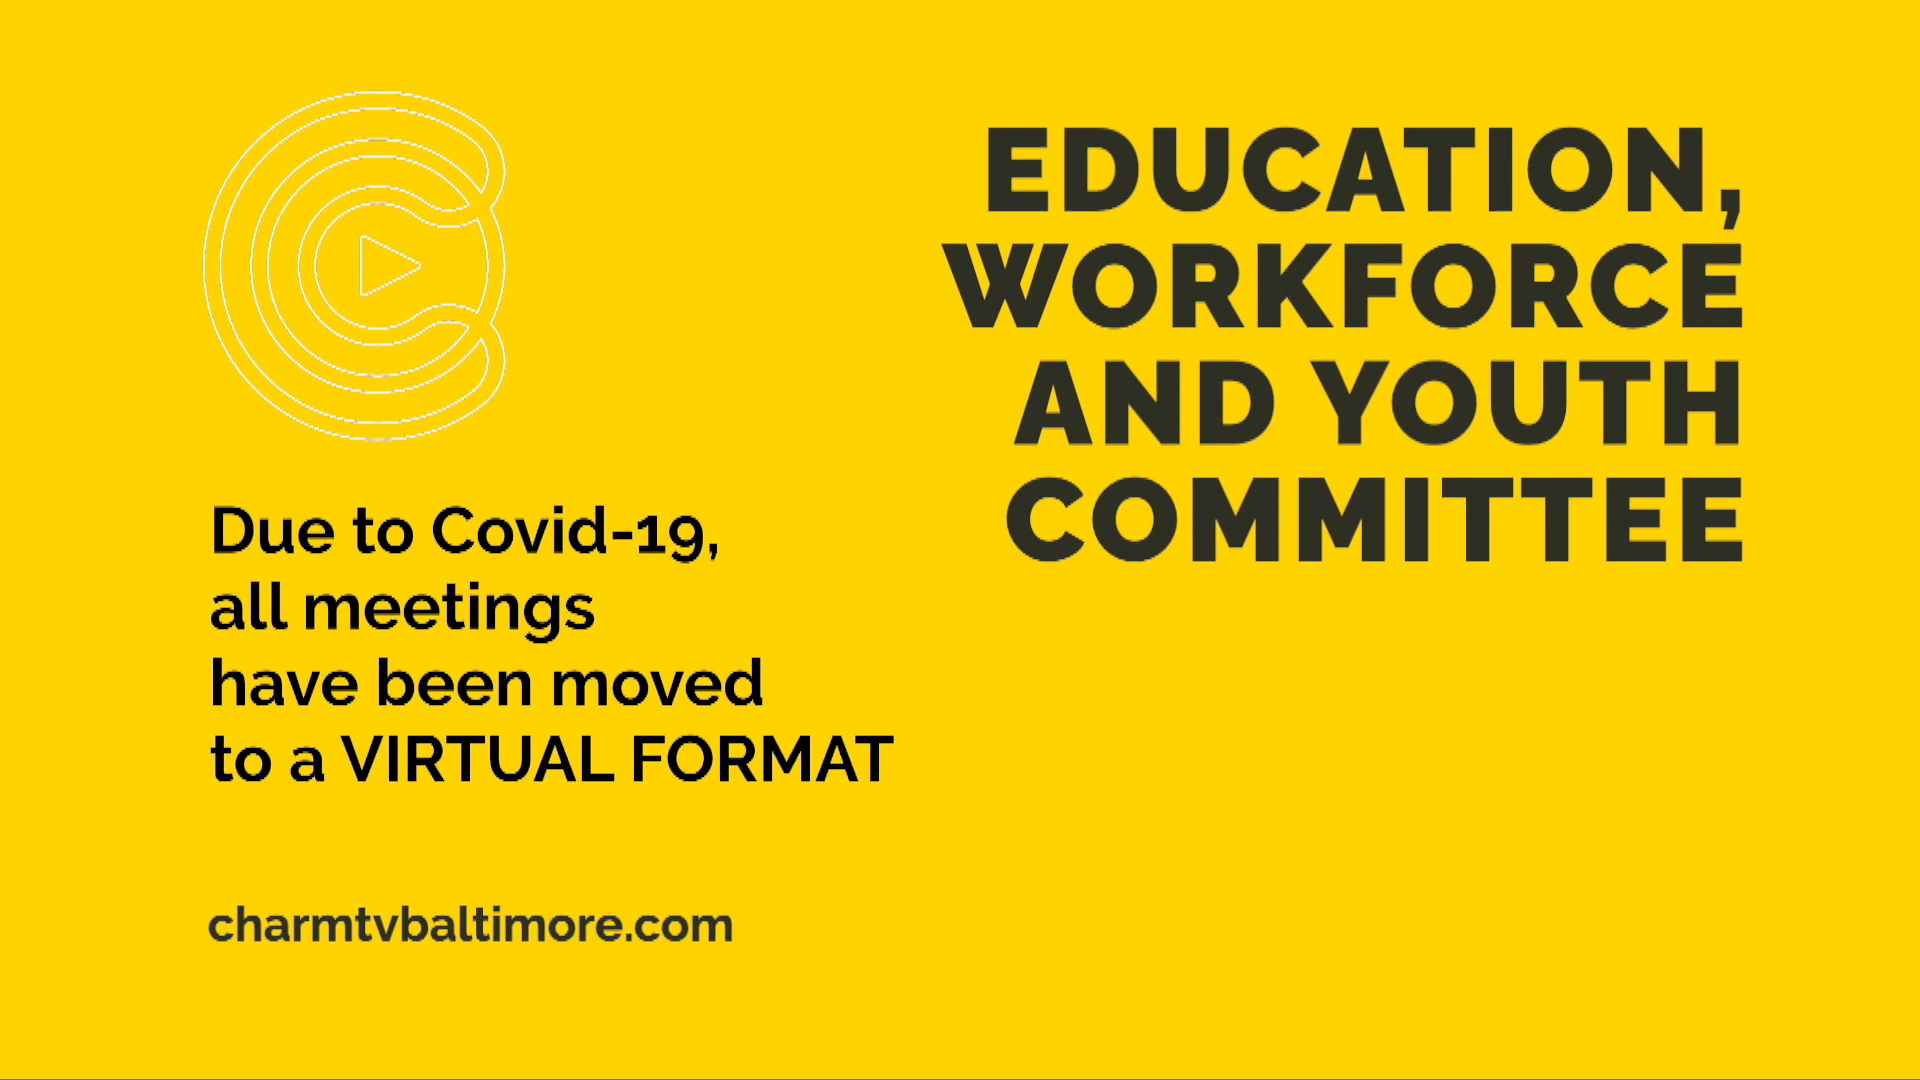 EDUCATION,
WORKFORCE
AND YOUTH
COMMITTEE
Due to Covid-19,
all meetings
have been moved
to a VIRTUAL FORMAT
charmtvbaltimore.com